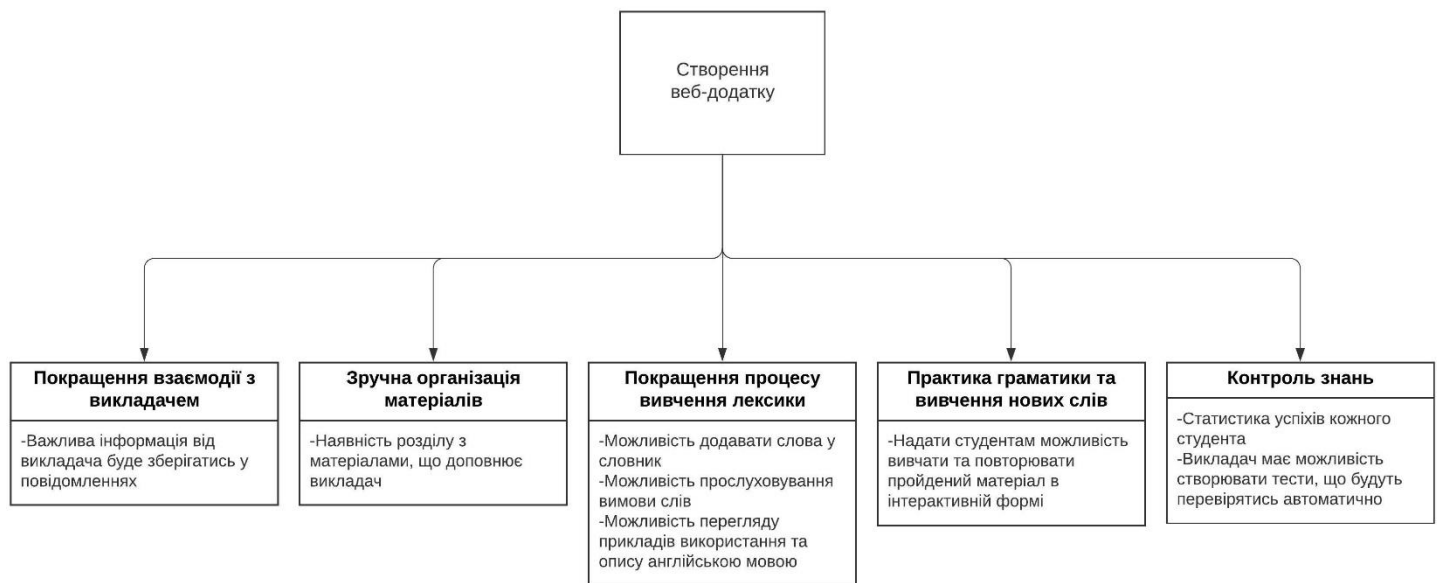 Створення
веб-додатку
Покращення взаємодії з
викладачем
-Важлива інформація від
викладача буде зберігатись у
повідомленнях
Зручна організація
матеріалів
-Наявність розділу з
матеріалами, що доповнює
викладач
Покращення процесу
вивчення лексики
-Можливість додавати слова у
словник
-Можливість прослуховування
вимови слів
-Можливість перегляду
прикладів використання та
опису англійською мовою
Практика граматики та
вивчення нових слів
-Надати студентам можливість
вивчати та повторювати
пройдений матеріал в
інтерактивній формі
Контроль знань
-Статистика успіхів кожного
студента
-Викладач має можливість
створювати тести, що будуть
перевірятись автоматично